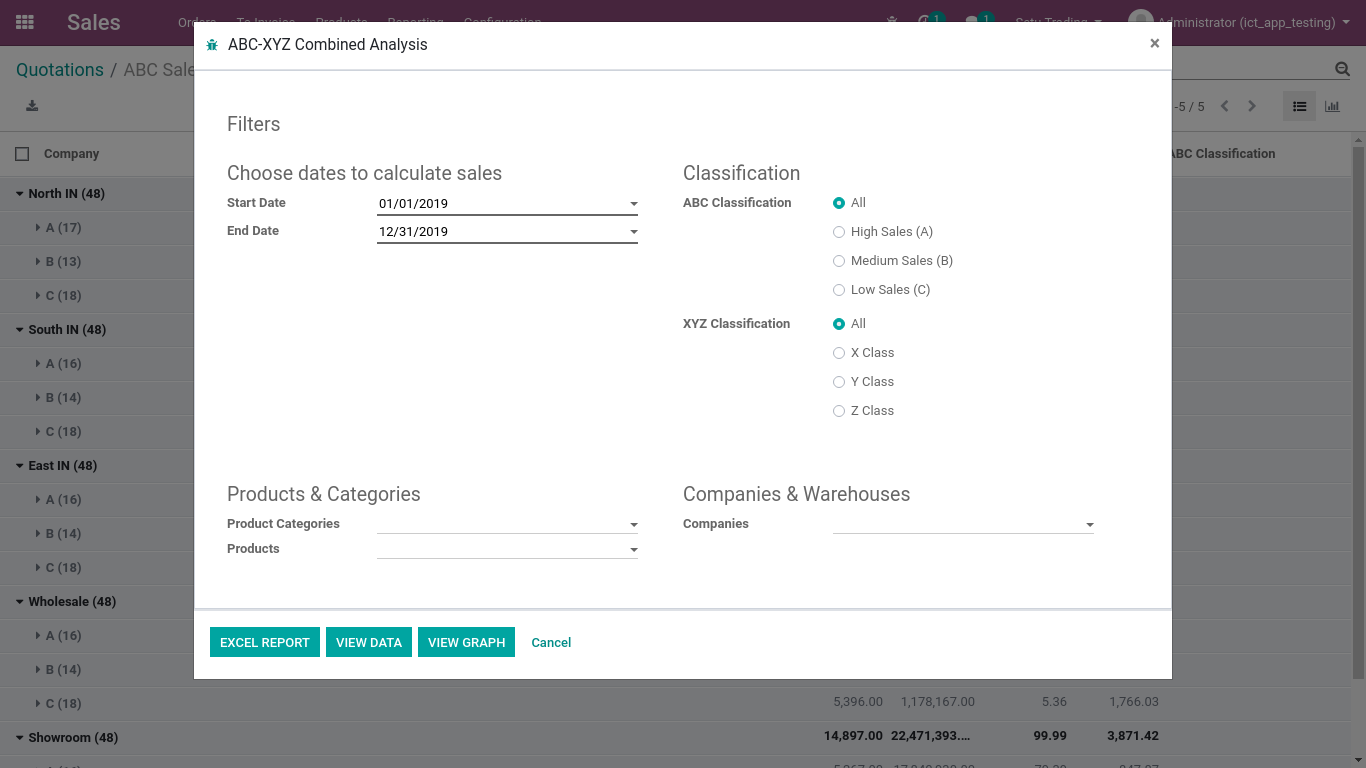 Sales Orders To Invoice Products Reporting Configuration 1 1 Satu Trading Administrator (ict_app_testing)
ABC-XYZ Combined Analysis ×
Quotations / ABC Sale
-5 / 5
Company ABC Classification
Filters
Choose dates to calculate sales
Start Date 01/01/2019
End Date 12/31/2019
Classification
ABC Classification All
High Sales (A)
Medium Sales (B)
Low Sales (C)
XYZ Classification All
X Class
Y Class
Z Class
Products & Categories
Product Categories
Products
Companies & Warehouses
Companies
EXCEL REPORT VIEW DATA VIEW GRAPH Cancel
North IN (48)
A (17)
B (13)
C (18)
South IN (48)
A (16)
B (14)
C (18)
East IN (48)
A (16)
B (14)
C (18)
Wholesale (48)
A (16)
B (14)
C (18) 5,396.00 1,178,167.00 5.36 1,766.03
Showroom (48) 14,897.00 22,471,393.... 99.99 3,871.42